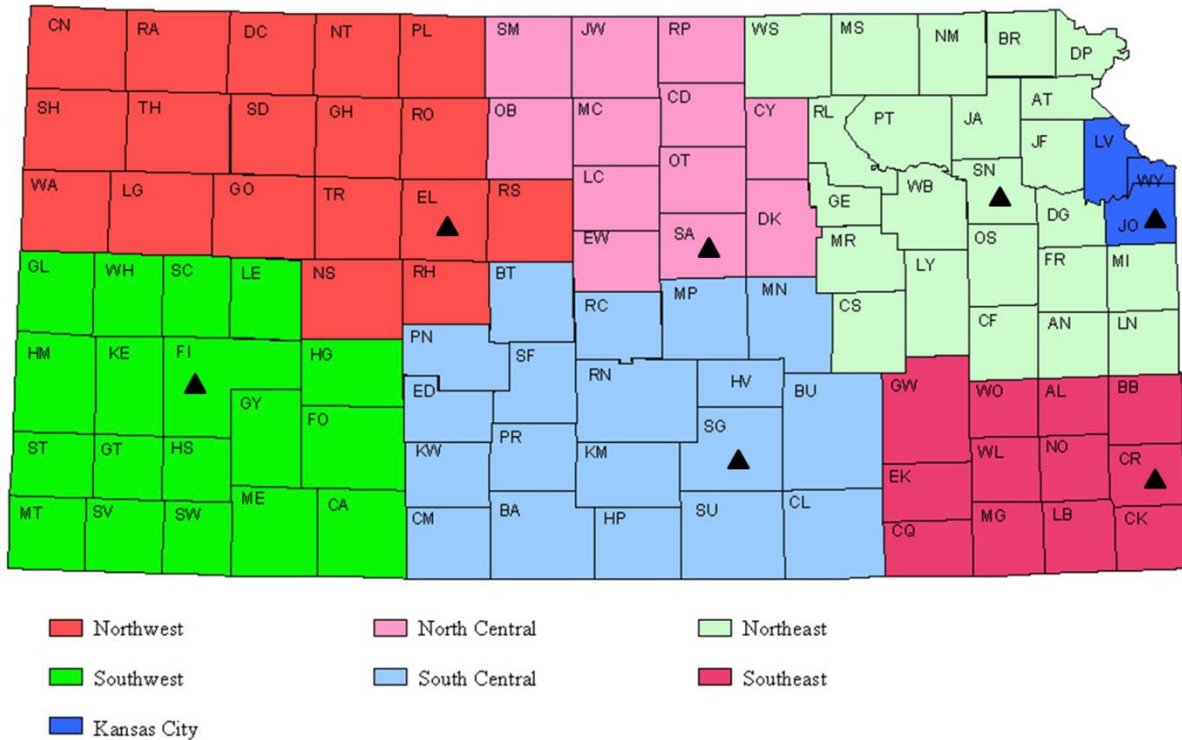 CN RA DC NT PL SM JW RP WS MS NM BR DP
SH TH SD GH RO OB MC CD CY RL PT JA AT
JF LV
WA LG GO TR EL RS LC OT GE WB SN WY
EW SA DK MR DG JO
GL WH SC LE NS RH BT RC MP MN CS LY OS FR MI
HM KE FI HG PN SF RN HV BU GW CF AN LN
ED WO AL BB
GY FO
ST GT HS KW PR KM SG EK WL NO CR
MT SV SW ME CA CM BA HP SU CL CQ MG LB CK
Northwest North Central Northeast
Southwest South Central Southeast
Kansas City